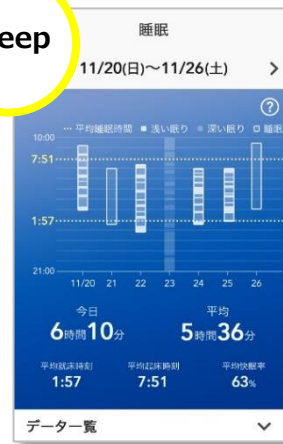 eep
睡眠
11/20(日)～11/26(土)
?
平均睡眠時間 浅い眠り 深い眠り 睡眠
10:00
7:51
1:57
21:00
11/20 21 22 23 24 25 26
今日 平均
6時間10分 5時間36分
平均就床時刻 平均起床時刻 平均快眠率
1:57 7:51 63%
データ一覧